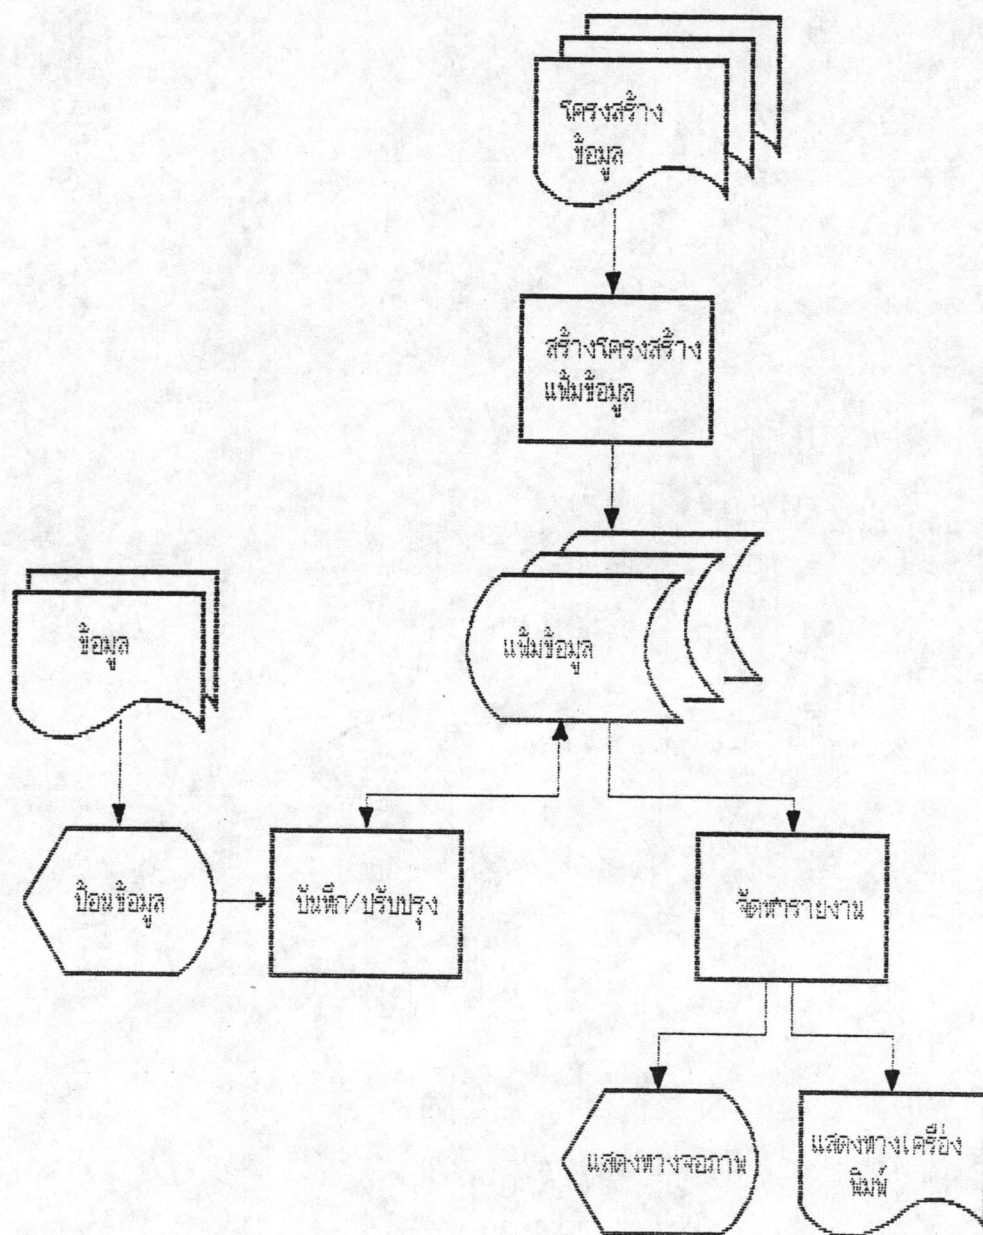 โครงสร้าง
ข้อมูล
สร้างโครงสร้าง
แฟ้มข้อมูล
แฟ้มข้อมูล
ข้อมูล
ป้อนข้อมูล
บันทึก/ปรับปรุง
จัดทำรายงาน
แสดงทางจอภาพ
แสดงทางเครื่อง
พิมพ์